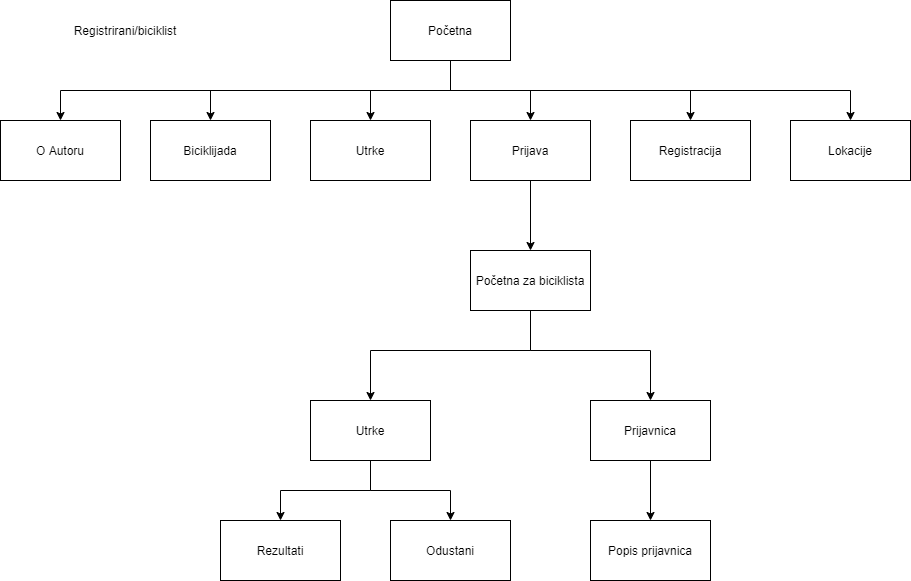 Registrirani/biciklist
Početna
O Autoru
Biciklijada
Utrke
Prijava
Registracija
Lokacije
Početna za biciklista
Utrke
Prijavnica
Rezultati
Odustani
Popis prijavnica